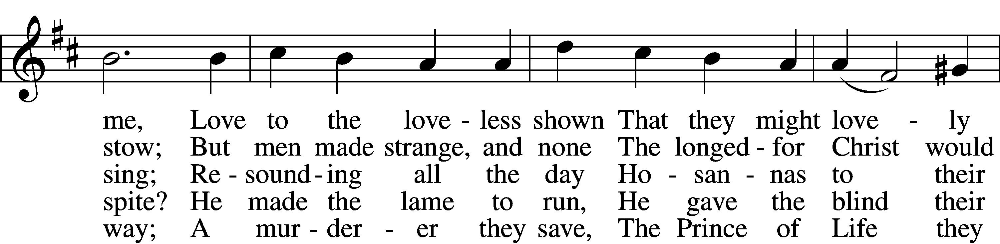 me, Love to the love - less shown That they might love - ly
stow; But men made strange, and none The longed - for Christ would
sing; Re - sound - ing all the day Ho - san - nas to their
spite? He made the lame to run, He gave the blind their
way; A mur - der - er they save, The Prince of Life they